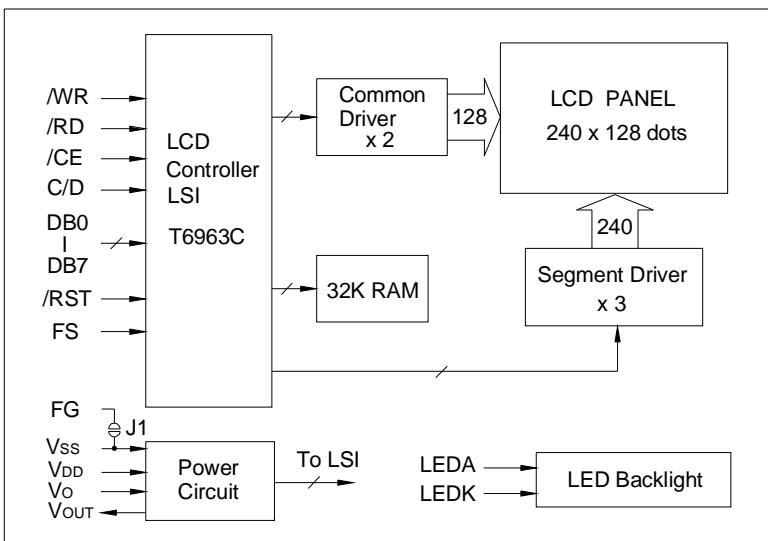 /WR
/RD
/CE
C/D
DB0
DB7
/RST
FS
LCD
Controller
LSI
T6963C
Common
Driver
x 2
128
LCD PANEL
240 x 128 dots
240
32K RAM
Segment Driver
x 3
FG
J1
VSS
VDD
VO
VOUT
Power
Circuit
To LSI
LEDA
LEDK
LED Backlight